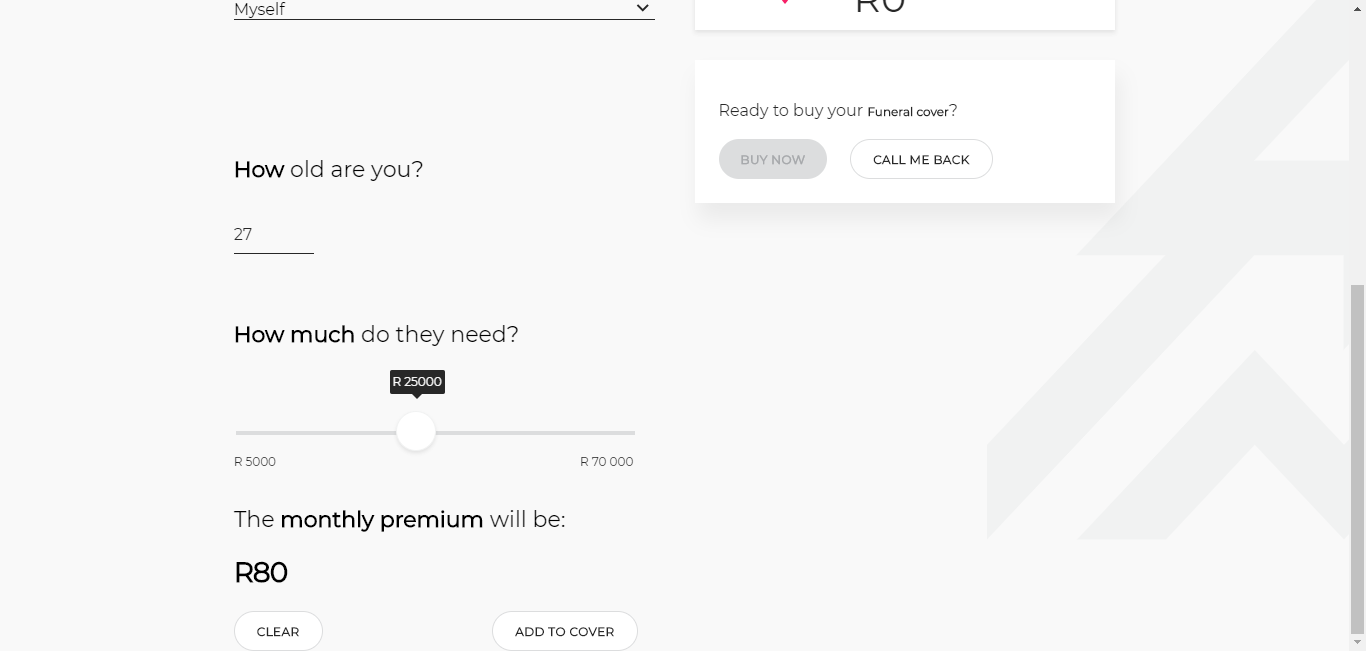 Myself
How old are you?
27
How much do they need?
R 25000
R 5000
R 70 000
The monthly premium will be:
R80
CLEAR
ADD TO COVER
R0
Ready to buy your Funeral cover?
BUY NOW
CALL ME BACK